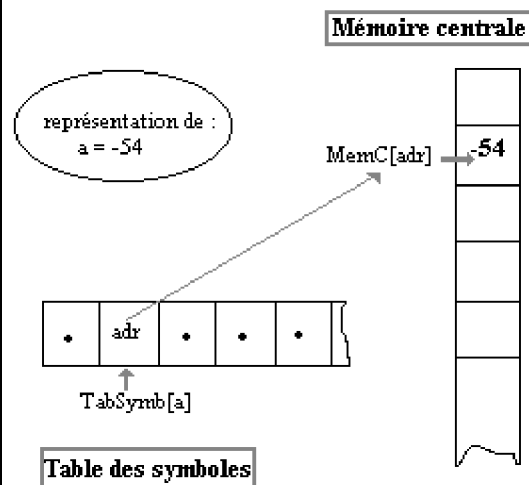 Mémoire centrale
représentation de :
a = -54
MemC[adr]
-54
adr
TabSymb[a]
Table des symboles